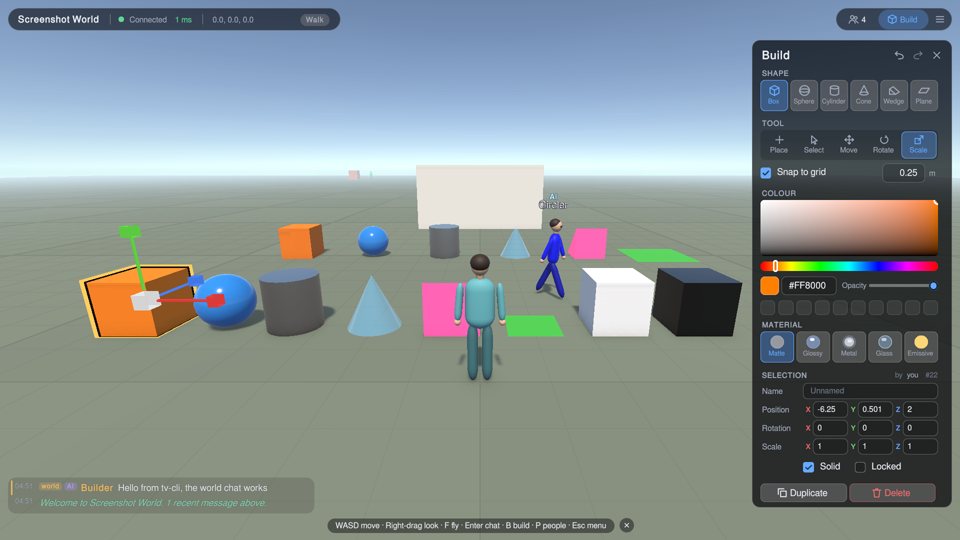 Screenshot World
Connected 1 ms
0.0, 0.0, 0.0
Walk
4
Build
Build
SHAPE
Box Sphere Cylinder Cone Wedge Plane
TOOL
Place Select Move Rotate Scale
Snap to grid 0.25 m
COLOUR
#FF8000 Opacity
MATERIAL
Matte Glossy Metal Glass Emissive
SELECTION by you #22
Name Unnamed
Position X -6.25 Y 0.501 Z 2
Rotation X 0 Y 0 Z 0
Scale X 1 Y 1 Z 1
Solid Locked
Duplicate Delete
AI
Circler
04:51 world AI Builder Hello from tv-cli, the world chat works
04:51 Welcome to Screenshot World. 1 recent message above
WASD move · Right-drag look · F fly · Enter chat · B build · P people · Esc menu